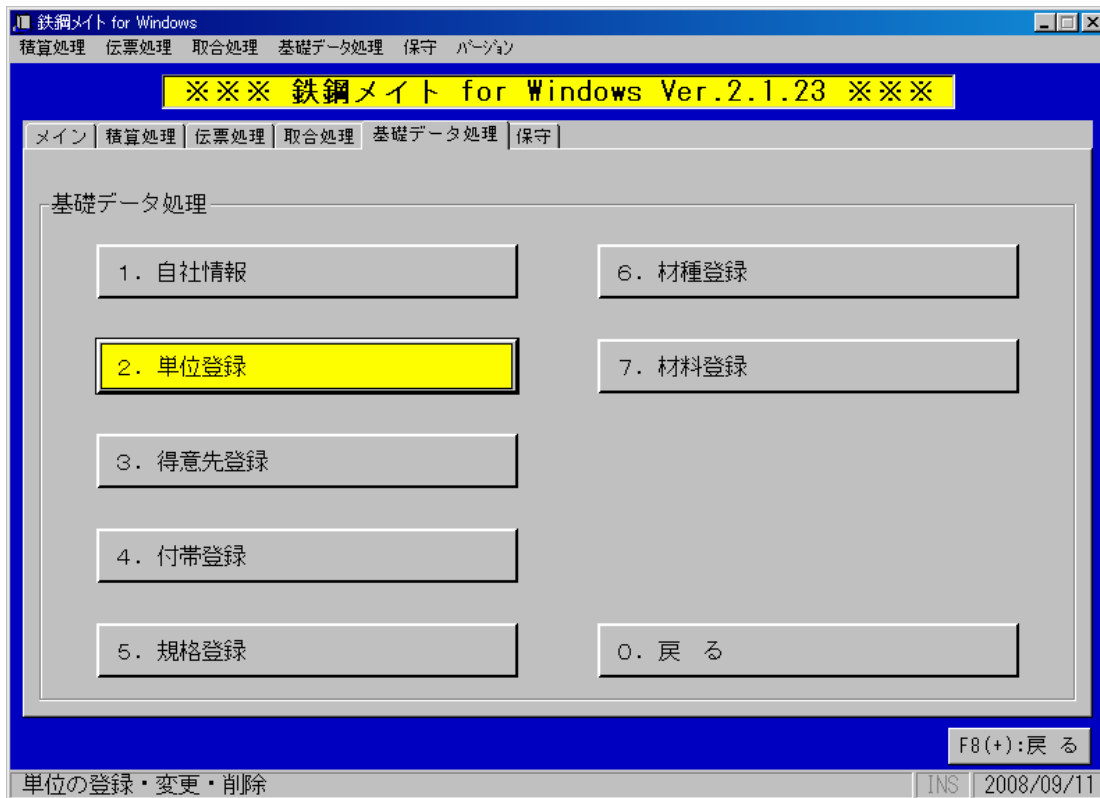 鉄鋼メイト for Windows
積算処理 伝票処理 取合処理 基礎データ処理 保守 バージョン
※※※ 鉄鋼メイト for Windows Ver.2.1.23 ※※※
メイン 積算処理 伝票処理 取合処理 基礎データ処理 保守
基礎データ処理
1. 自社情報
6. 材種登録
2. 単位登録
7. 材料登録
3. 得意先登録
4. 付帯登録
5. 規格登録
0. 戻 る
F8(+):戻 る
単位の登録・変更・削除 INS 2008/09/11